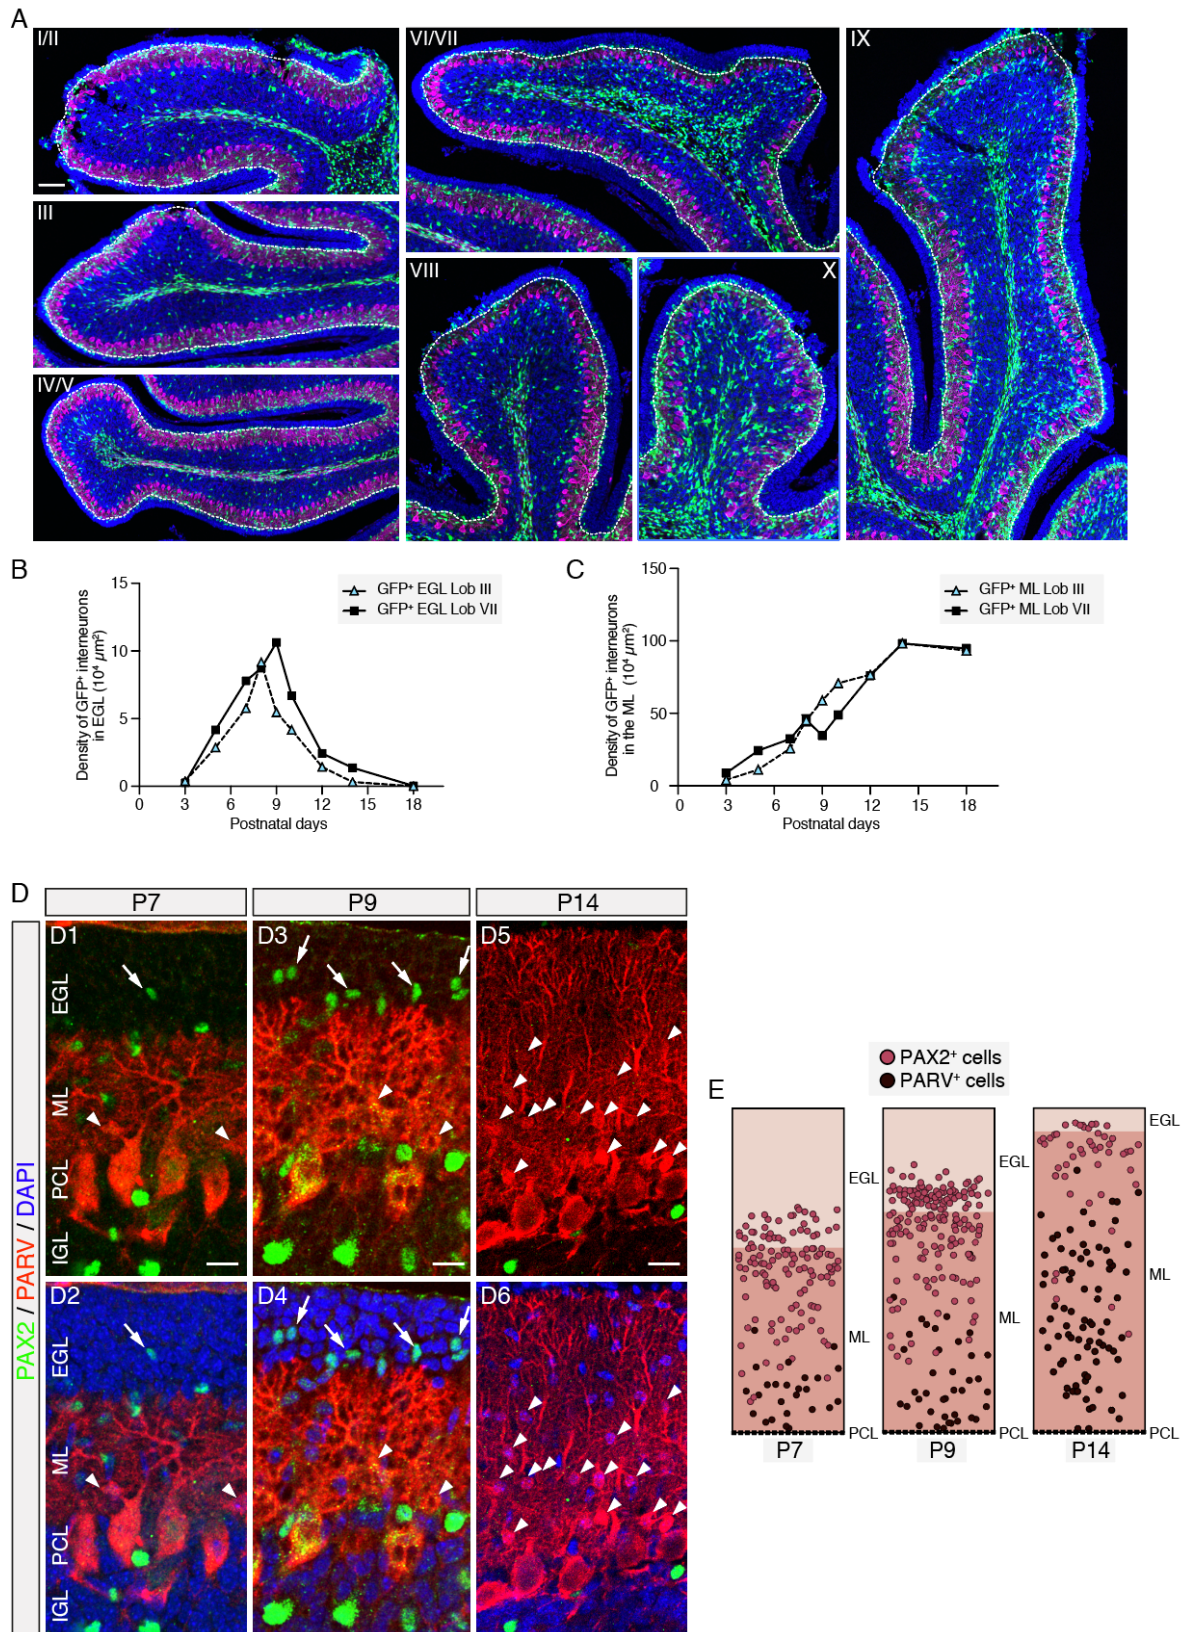 A
I/II
VI/VII
IX
III
VIII
X
IV/V
B
15
10
5
0
0
3
6
9
12
15
18
Density of GFP⁺ interneurons
in EGL (10⁴ µm²)
Postnatal days
GFP⁺ EGL Lob III
GFP⁺ EGL Lob VII
C
150
100
50
0
0
3
6
9
12
15
18
Density of GFP⁺ interneurons
in the ML (10⁴ µm²)
Postnatal days
GFP⁺ ML Lob III
GFP⁺ ML Lob VII
D
P7
P9
P14
PAX2 / PARV / DAPI
D1
D3
D5
EGL
ML
PCL
IGL
D2
D4
D6
EGL
ML
PCL
IGL
E
PAX2⁺ cells
PARV⁺ cells
EGL
ML
PCL
P7
EGL
ML
PCL
P9
EGL
ML
PCL
P14